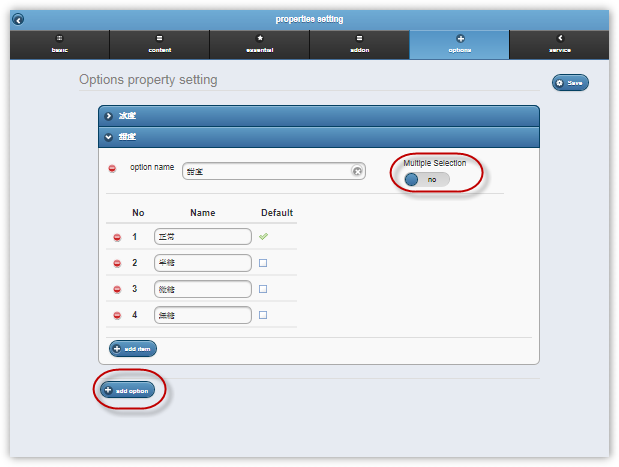 properties setting
basic
content
essential
addon
options
service
Options property setting
Save
冰度
甜度
option name
甜度
Multiple Selection
no
No Name Default
1 正常
2 半糖
3 微糖
4 無糖
add item
add option